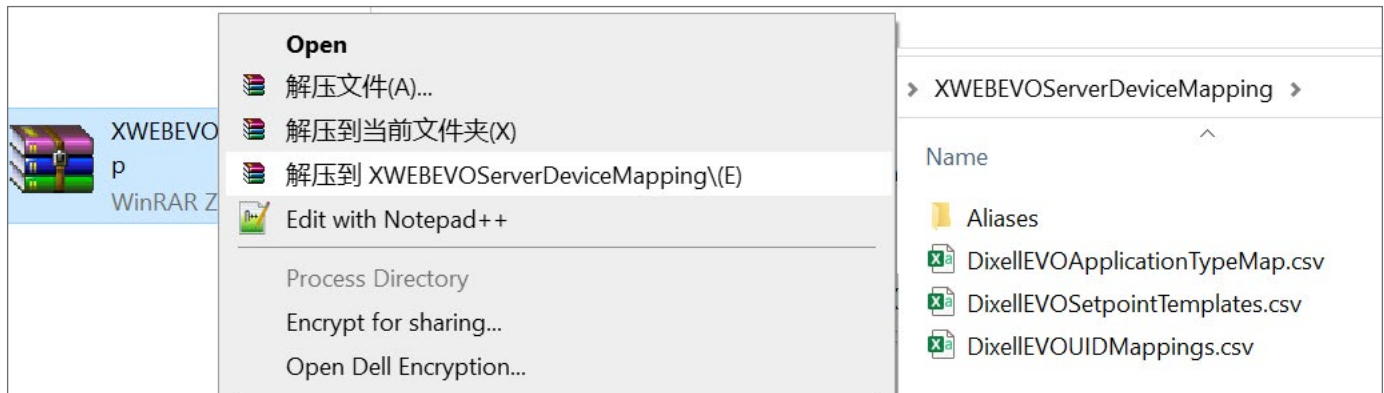 XWEBEVO
p
WinRAR Z
Open
解压文件(A)...
解压到当前文件夹(X)
解压到 XWEBEVOServerDeviceMapping\(E)
Edit with Notepad++
Process Directory
Encrypt for sharing...
Open Dell Encryption...
XWEBEVOServerDeviceMapping
Name
Aliases
DixellEVOApplicationTypeMap.csv
DixellEVOSetpointTemplates.csv
DixellEVOUIDMappings.csv